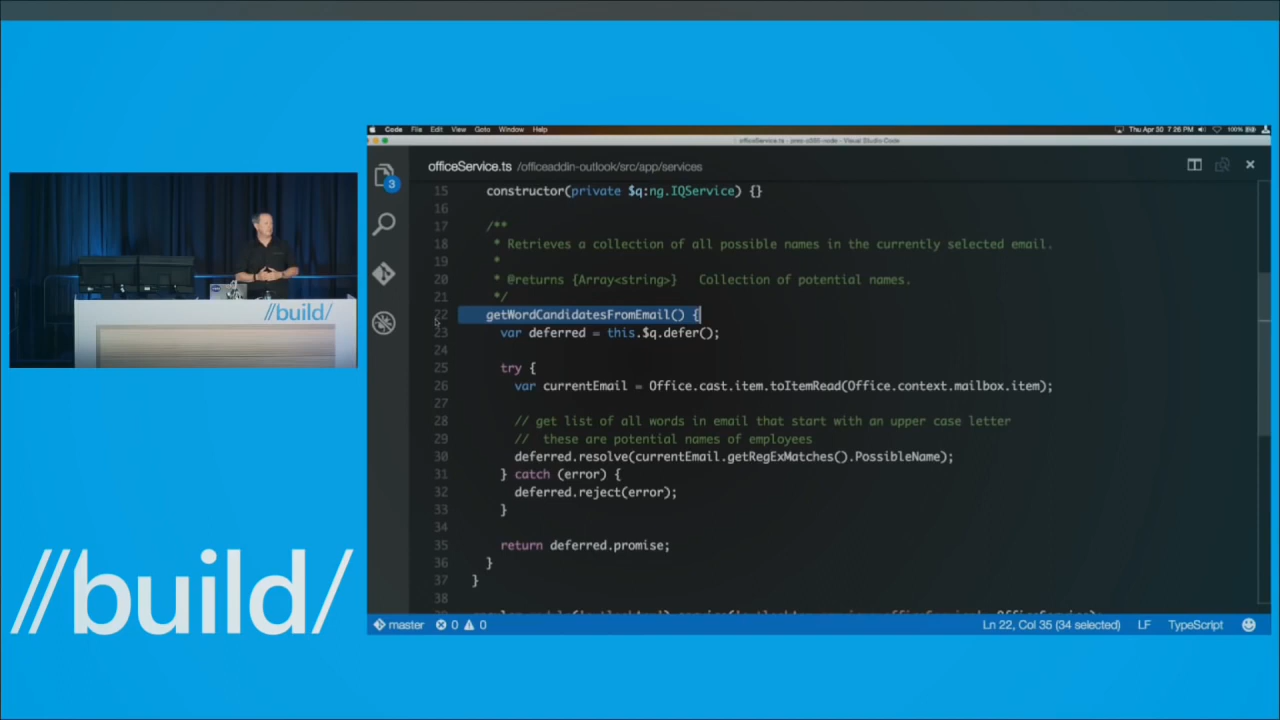 Code File Edit View Goto Window Help
Thu Apr 30 7:26 PM 100%
officeService.ts - Visual Studio Code
officeService.ts /officeaddin-outlook/src/app/services
3
15 constructor(private $q:ng.IQService) {}
16
17 /**
18 * Retrieves a collection of all possible names in the currently selected email.
19 *
20 * @returns {Array<string>} Collection of potential names.
21 */
22 getWordCandidatesFromEmail() {
23 var deferred = this.$q.defer();
24
25 try {
26 var currentEmail = Office.cast.item.toItemRead(Office.context.mailbox.item);
27
28 // get list of all words in email that start with an upper case letter
29 // these are potential names of employees
30 deferred.resolve(currentEmail.getRegExMatches().PossibleName);
31 } catch (error) {
32 deferred.reject(error);
33 }
34
35 return deferred.promise;
36 }
37 }
38
master 0 0 Ln 22, Col 35 (34 selected) LF TypeScript
//build/
//build/